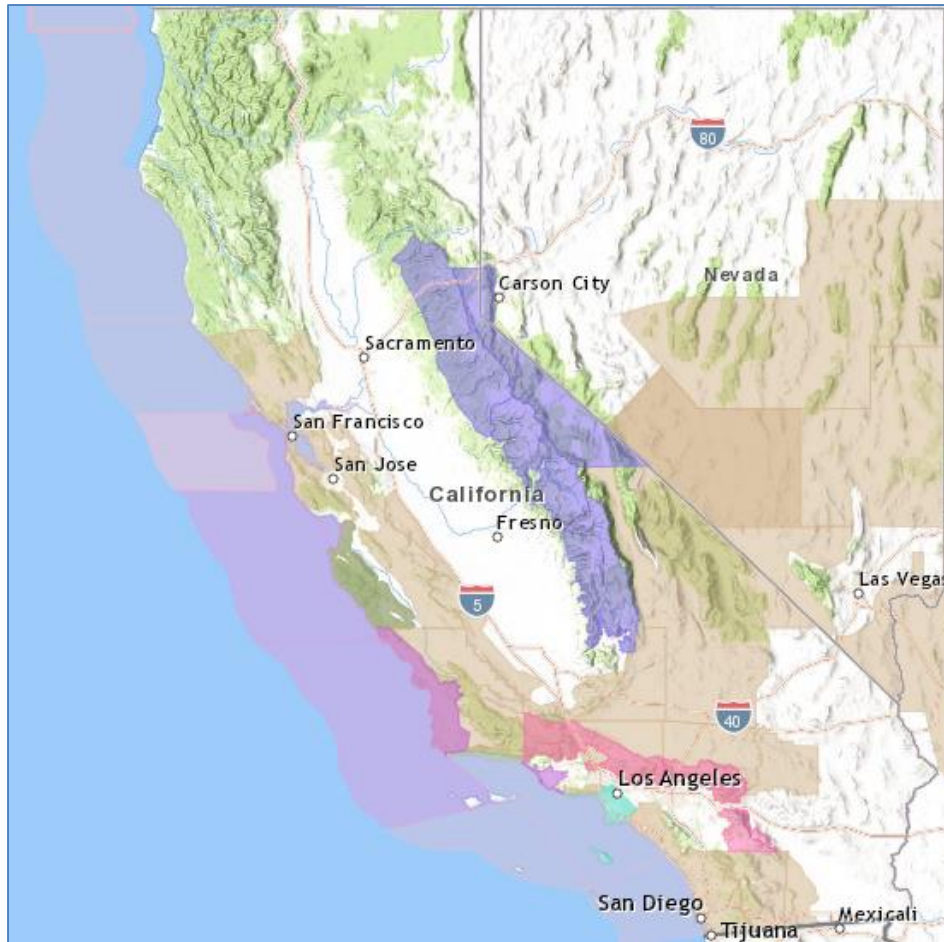 80
Nevada
Carson City
Sacramento
San Francisco
San Jose
California
Fresno
Las Vegas
5
40
Los Angeles
San Diego
Mexicali
Tijuana